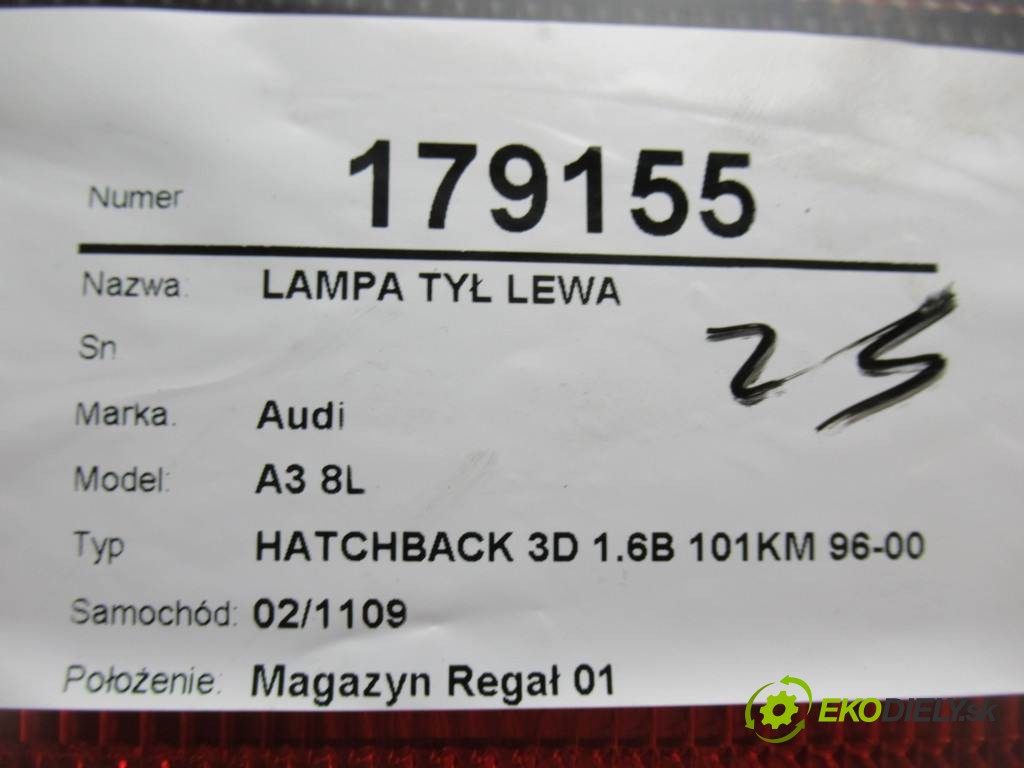 Numer 179155
Nazwa: LAMPA TYŁ LEWA
25
Sn
Marka: Audi
Model: A3 8L
Typ HATCHBACK 3D 1.6B 101KM 96-00
Samochód: 02/1109
Położenie: Magazyn Regał 01
EKODIELY.SK